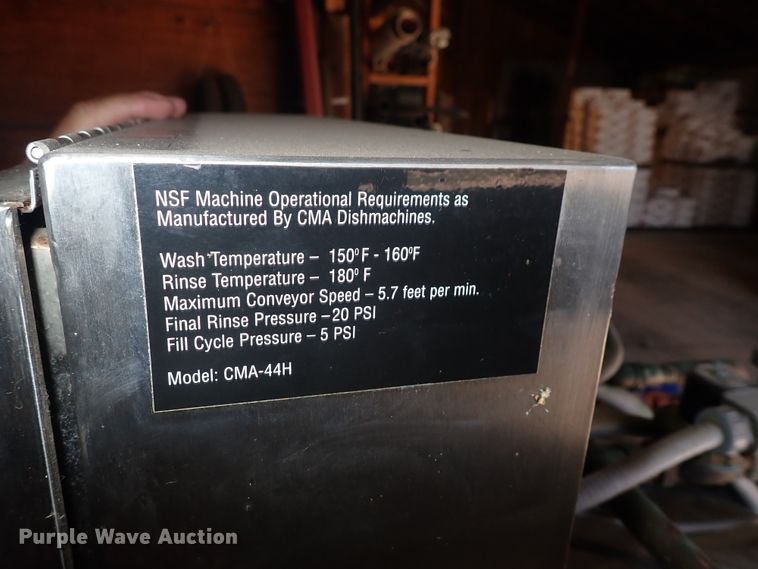 NSF Machine Operational Requirements as
Manufactured By CMA Dishmachines.
Wash Temperature – 150°F - 160°F
Rinse Temperature – 180° F
Maximum Conveyor Speed – 5.7 feet per min.
Final Rinse Pressure – 20 PSI
Fill Cycle Pressure – 5 PSI
Model: CMA-44H
Purple Wave Auction